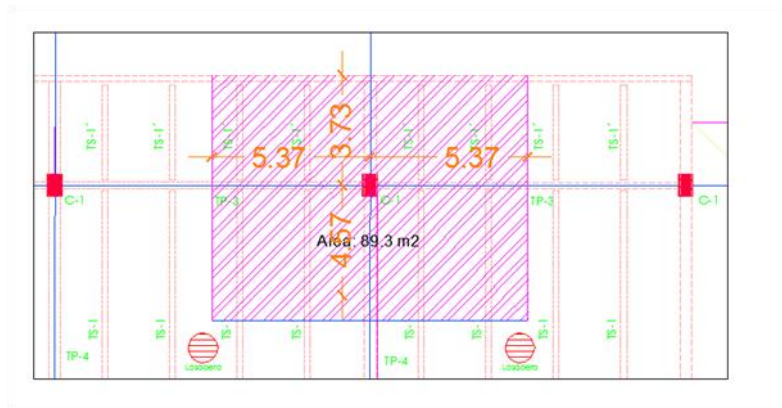 TS-1´
TS-1´
TS-1´
TS-1´
TS-1´
TS-1´
TS-1´
TS-1´
3.73
5.37
5.37
C-1
TP-3
C-1
TP-3
C-1
Area: 89.3 m2
4.57
TS-1
TS-1
TS-
TS-
TS-1
TS-1
TS-1
TS-1
TP-4
TP-4
Losacero
Losacero